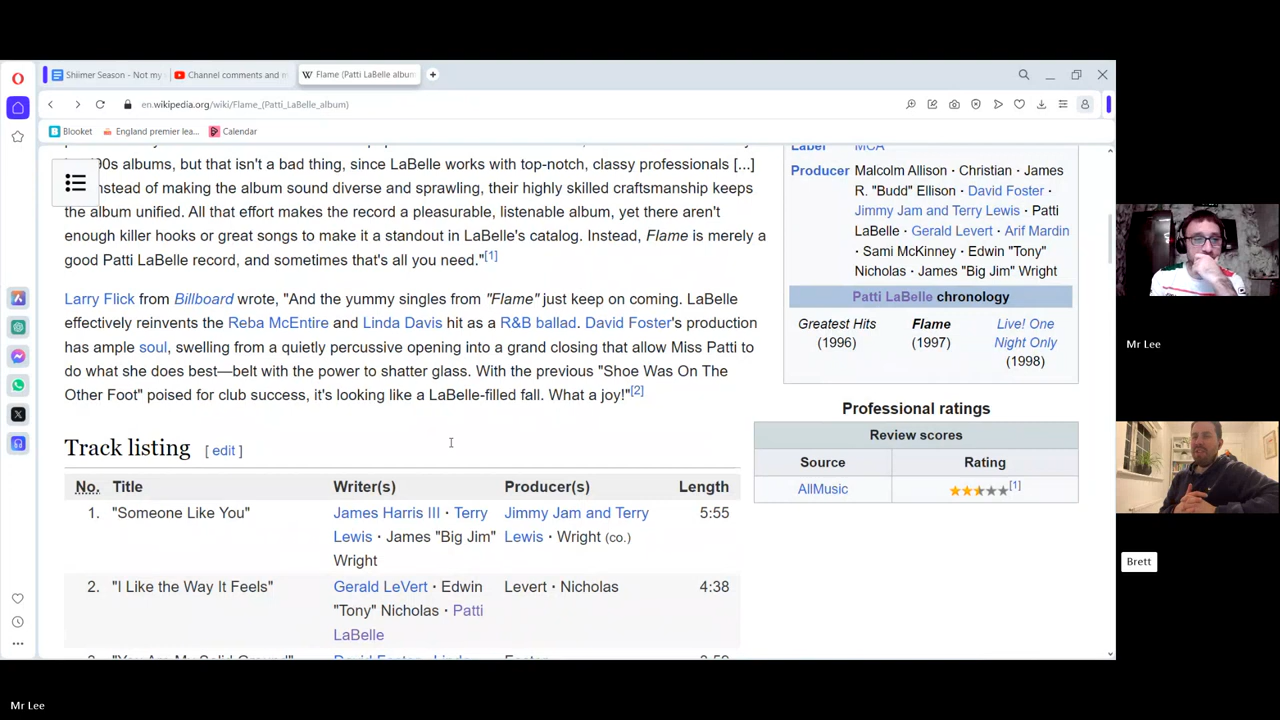 Shiimer Season - Not my
Channel comments and m
W Flame (Patti LaBelle album
en.wikipedia.org/wiki/Flame_(Patti_LaBelle_album)
Blooket
England premier lea...
Calendar
90s albums, but that isn't a bad thing, since LaBelle works with top-notch, classy professionals [...]
nstead of making the album sound diverse and sprawling, their highly skilled craftsmanship keeps
the album unified. All that effort makes the record a pleasurable, listenable album, yet there aren't
enough killer hooks or great songs to make it a standout in LaBelle's catalog. Instead, Flame is merely a
good Patti LaBelle record, and sometimes that's all you need."[1]
Larry Flick from Billboard wrote, "And the yummy singles from "Flame" just keep on coming. LaBelle
effectively reinvents the Reba McEntire and Linda Davis hit as a R&B ballad. David Foster's production
has ample soul, swelling from a quietly percussive opening into a grand closing that allow Miss Patti to
do what she does best—belt with the power to shatter glass. With the previous "Shoe Was On The
Other Foot" poised for club success, it's looking like a LaBelle-filled fall. What a joy!"[2]
Track listing [ edit ]
No. Title Writer(s) Producer(s) Length
1. "Someone Like You" James Harris III · Terry Jimmy Jam and Terry 5:55
Lewis · James "Big Jim" Lewis · Wright (co.)
Wright
2. "I Like the Way It Feels" Gerald LeVert · Edwin Levert · Nicholas 4:38
"Tony" Nicholas · Patti
LaBelle
Label MCA
Producer Malcolm Allison · Christian · James
R. "Budd" Ellison · David Foster ·
Jimmy Jam and Terry Lewis · Patti
LaBelle · Gerald Levert · Arif Mardin
· Sami McKinney · Edwin "Tony"
Nicholas · James "Big Jim" Wright
Patti LaBelle chronology
Greatest Hits Flame Live! One
(1996) (1997) Night Only
(1998)
Professional ratings
Review scores
Source Rating
AllMusic [1]
Mr Lee
Brett
Mr Lee